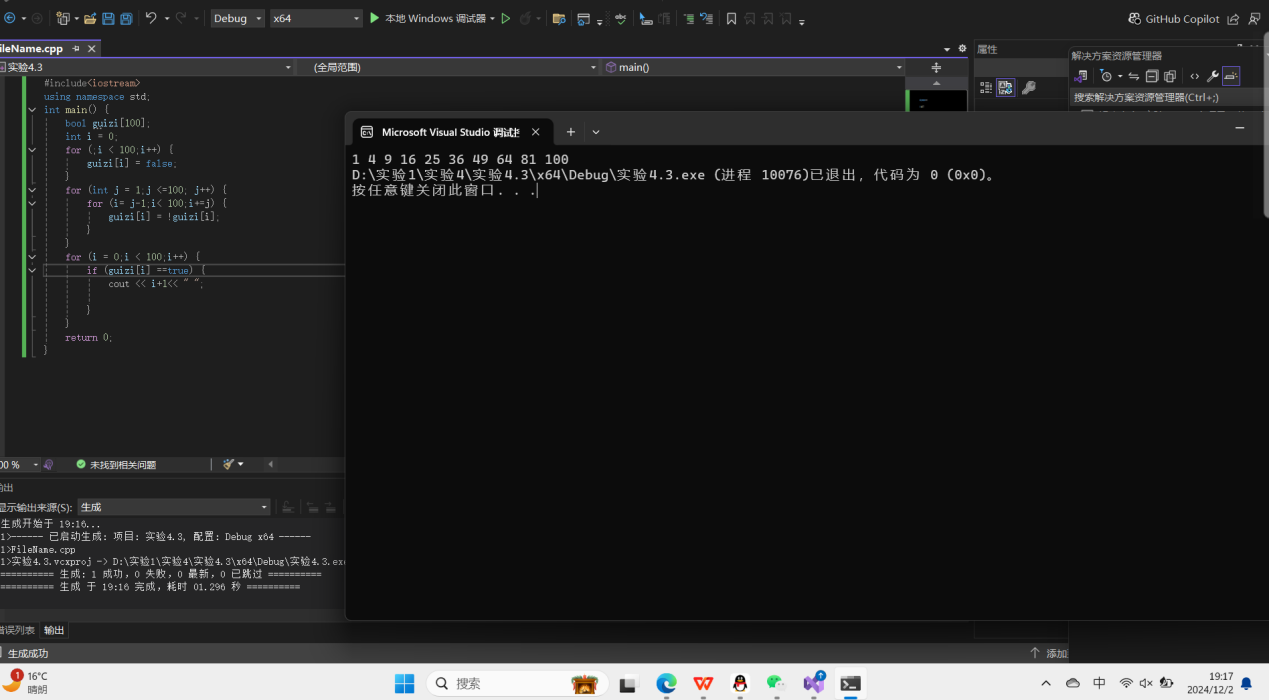 Debug
x64
本地 Windows 调试器
GitHub Copilot
ileName.cpp
实验4.3
(全局范围)
main()
属性
解决方案资源管理器
搜索解决方案资源管理器(Ctrl+;)
#include<iostream>
using namespace std;
int main() {
bool guizi[100];
int i = 0;
for (;i < 100;i++) {
guizi[i] = false;
}
for (int j = 1;j <=100; j++) {
for (i= j-1;i< 100;i+=j) {
guizi[i] = !guizi[i];
}
}
for (i = 0;i < 100;i++) {
if (guizi[i] ==true) {
cout << i+1<< " ";
}
}
return 0;
}
Microsoft Visual Studio 调试控
1 4 9 16 25 36 49 64 81 100
D:\实验1\实验4\实验4.3\x64\Debug\实验4.3.exe (进程 10076)已退出，代码为 0 (0x0)。
按任意键关闭此窗口. . .
00 %
未找到相关问题
输出
显示输出来源(S):
生成
生成开始于 19:16...
1>------ 已启动生成: 项目: 实验4.3, 配置: Debug x64 ------
1>FileName.cpp
1>实验4.3.vcxproj -> D:\实验1\实验4\实验4.3\x64\Debug\实验4.3.exe
========== 生成: 1 成功，0 失败，0 最新，0 已跳过 ==========
========== 生成 于 19:16 完成，耗时 01.296 秒 ==========
错误列表
输出
生成成功
添加
1
16°C
晴朗
搜索
中
19:17
2024/12/2